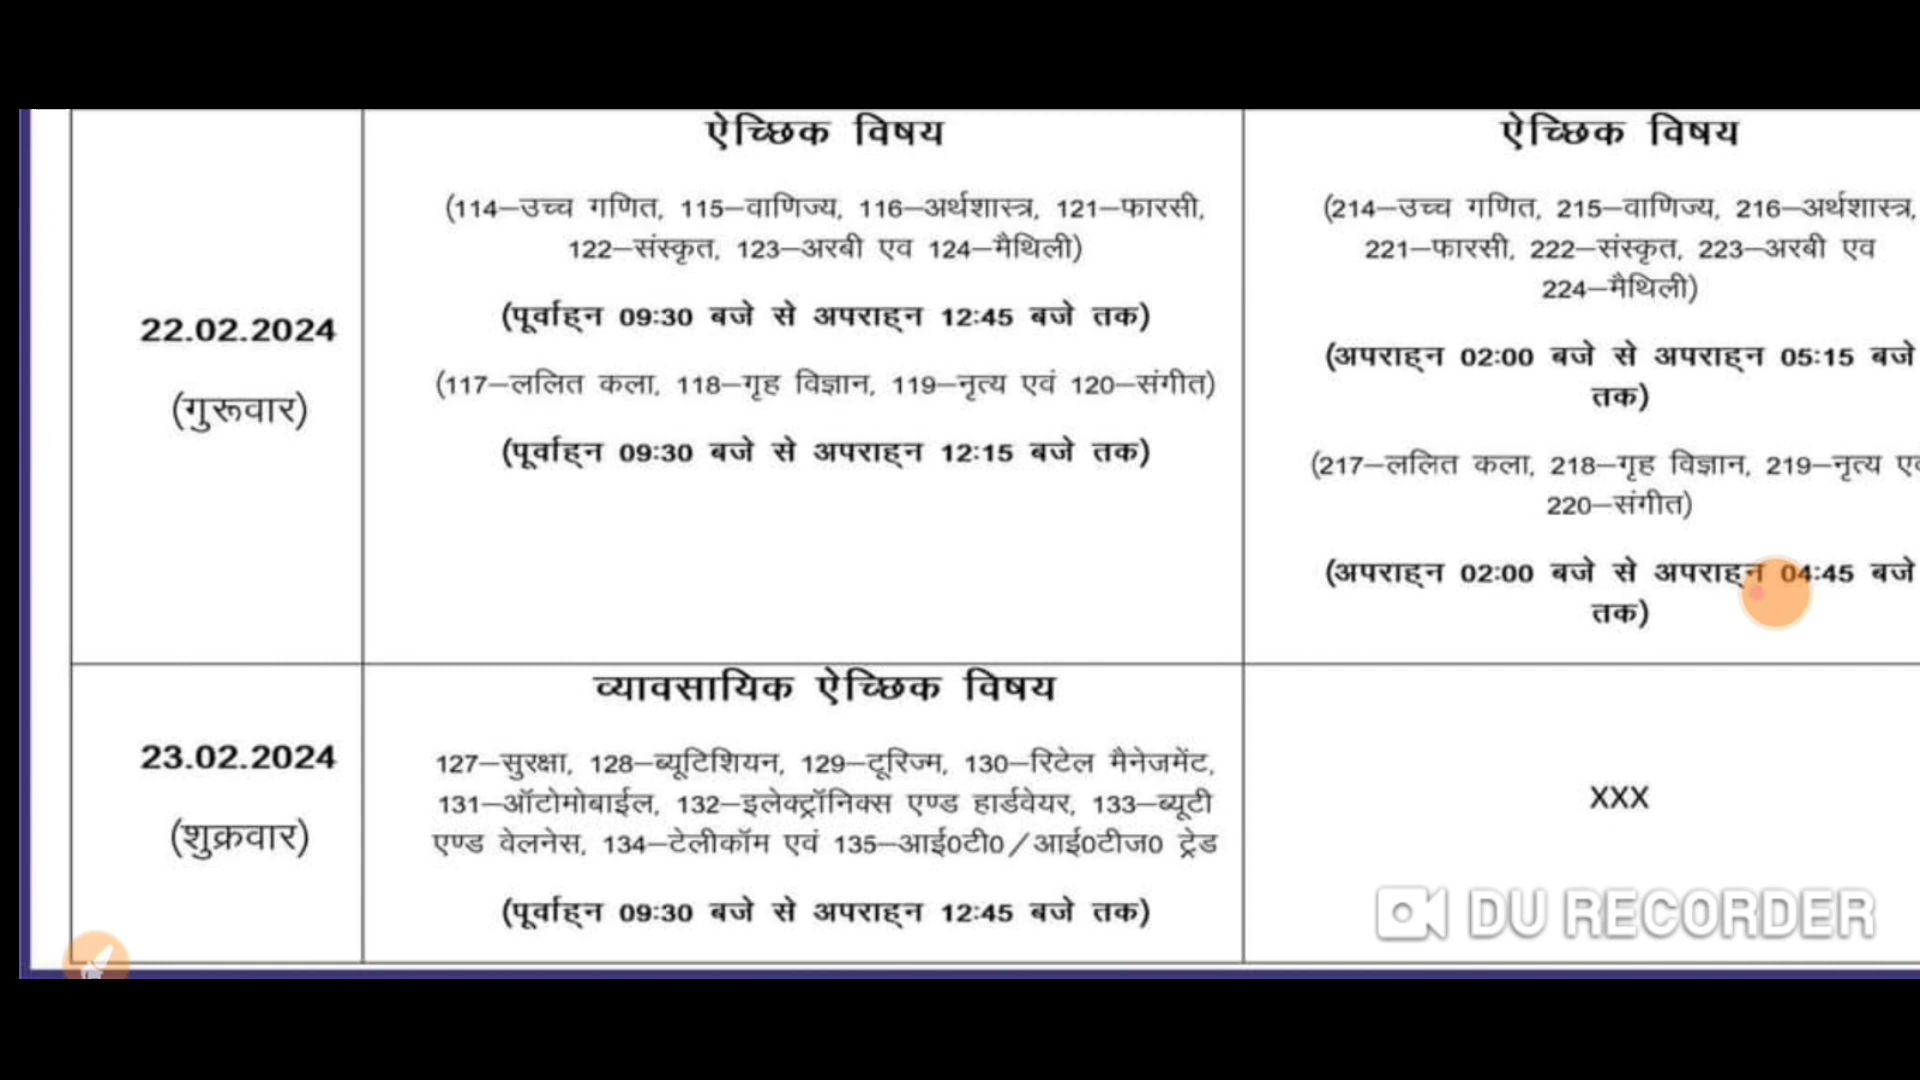 22.02.2024
(गुरूवार)
ऐच्छिक विषय
(114–उच्च गणित, 115–वाणिज्य, 116–अर्थशास्त्र, 121–फारसी,
122–संस्कृत, 123–अरबी एव 124–मैथिली)
(पूर्वाह्न 09:30 बजे से अपराह्न 12:45 बजे तक)
(117–ललित कला, 118–गृह विज्ञान, 119–नृत्य एवं 120–संगीत)
(पूर्वाह्न 09:30 बजे से अपराह्न 12:15 बजे तक)
ऐच्छिक विषय
(214–उच्च गणित, 215–वाणिज्य, 216–अर्थशास्त्र,
221–फारसी, 222–संस्कृत, 223–अरबी एव
224–मैथिली)
(अपराह्न 02:00 बजे से अपराह्न 05:15 बजे
तक)
(217–ललित कला, 218–गृह विज्ञान, 219–नृत्य
220–संगीत)
(अपराह्न 02:00 बजे से अपराह्न 04:45 बजे
तक)
23.02.2024
(शुक्रवार)
व्यावसायिक ऐच्छिक विषय
127–सुरक्षा, 128–ब्यूटिशियन, 129–टूरिज्म, 130–रिटेल मैनेजमेंट,
131–ऑटोमोबाईल, 132–इलेक्ट्रॉनिक्स एण्ड हार्डवेयर, 133–ब्यूटी
एण्ड वेलनेस, 134–टेलीकॉम एवं 135–आई0टी0/आई0टीज0 ट्रेड
(पूर्वाह्न 09:30 बजे से अपराह्न 12:45 बजे तक)
XXX
DU RECORDER